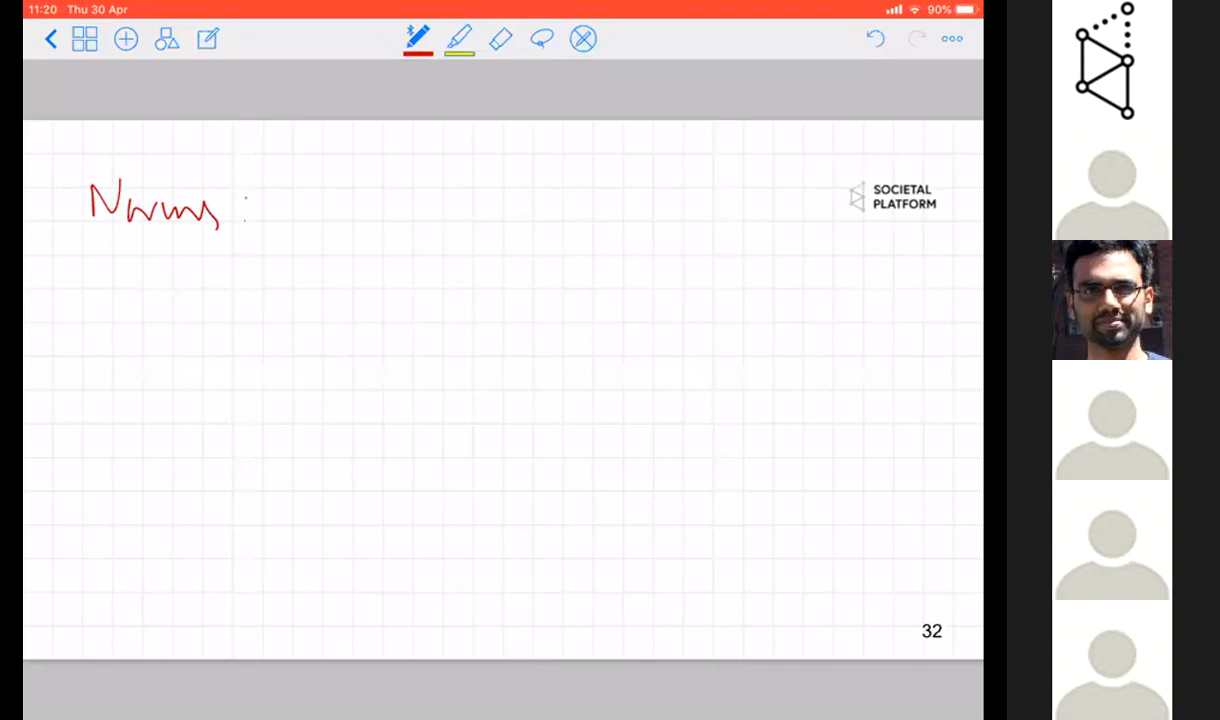 11:20 Thu 30 Apr
90%
Norms :
SOCIETAL
PLATFORM
32